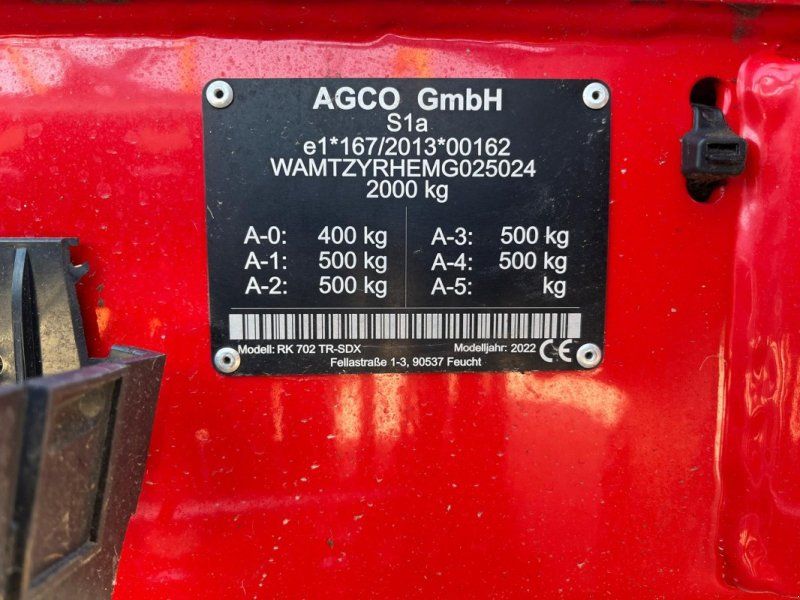 AGCO GmbH
S1a
e1*167/2013*00162
WAMTZYRHEMG025024
2000 kg
A-0: 400 kg A-3: 500 kg
A-1: 500 kg A-4: 500 kg
A-2: 500 kg A-5: kg
Modell: RK 702 TR-SDX Modelljahr: 2022 CE
Fellastraße 1-3, 90537 Feucht